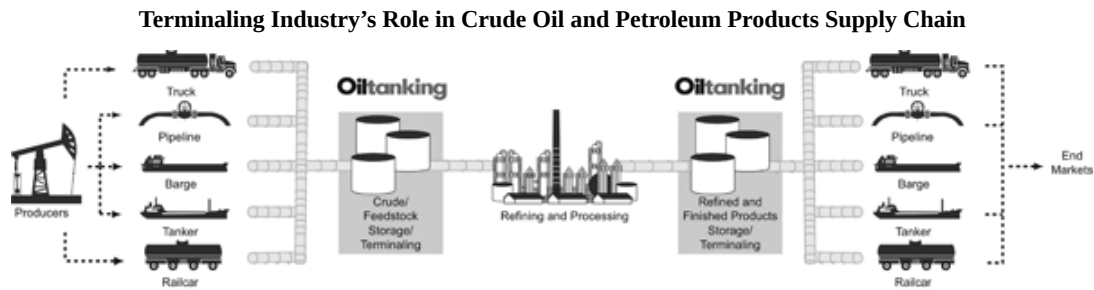 Terminaling Industry’s Role in Crude Oil and Petroleum Products Supply Chain
Producers
Truck
Pipeline
Barge
Tanker
Railcar
Oiltanking
Crude/
Feedstock
Storage/
Terminaling
Refining and Processing
Oiltanking
Refined and
Finished Products
Storage/
Terminaling
Truck
Pipeline
Barge
Tanker
Railcar
End
Markets